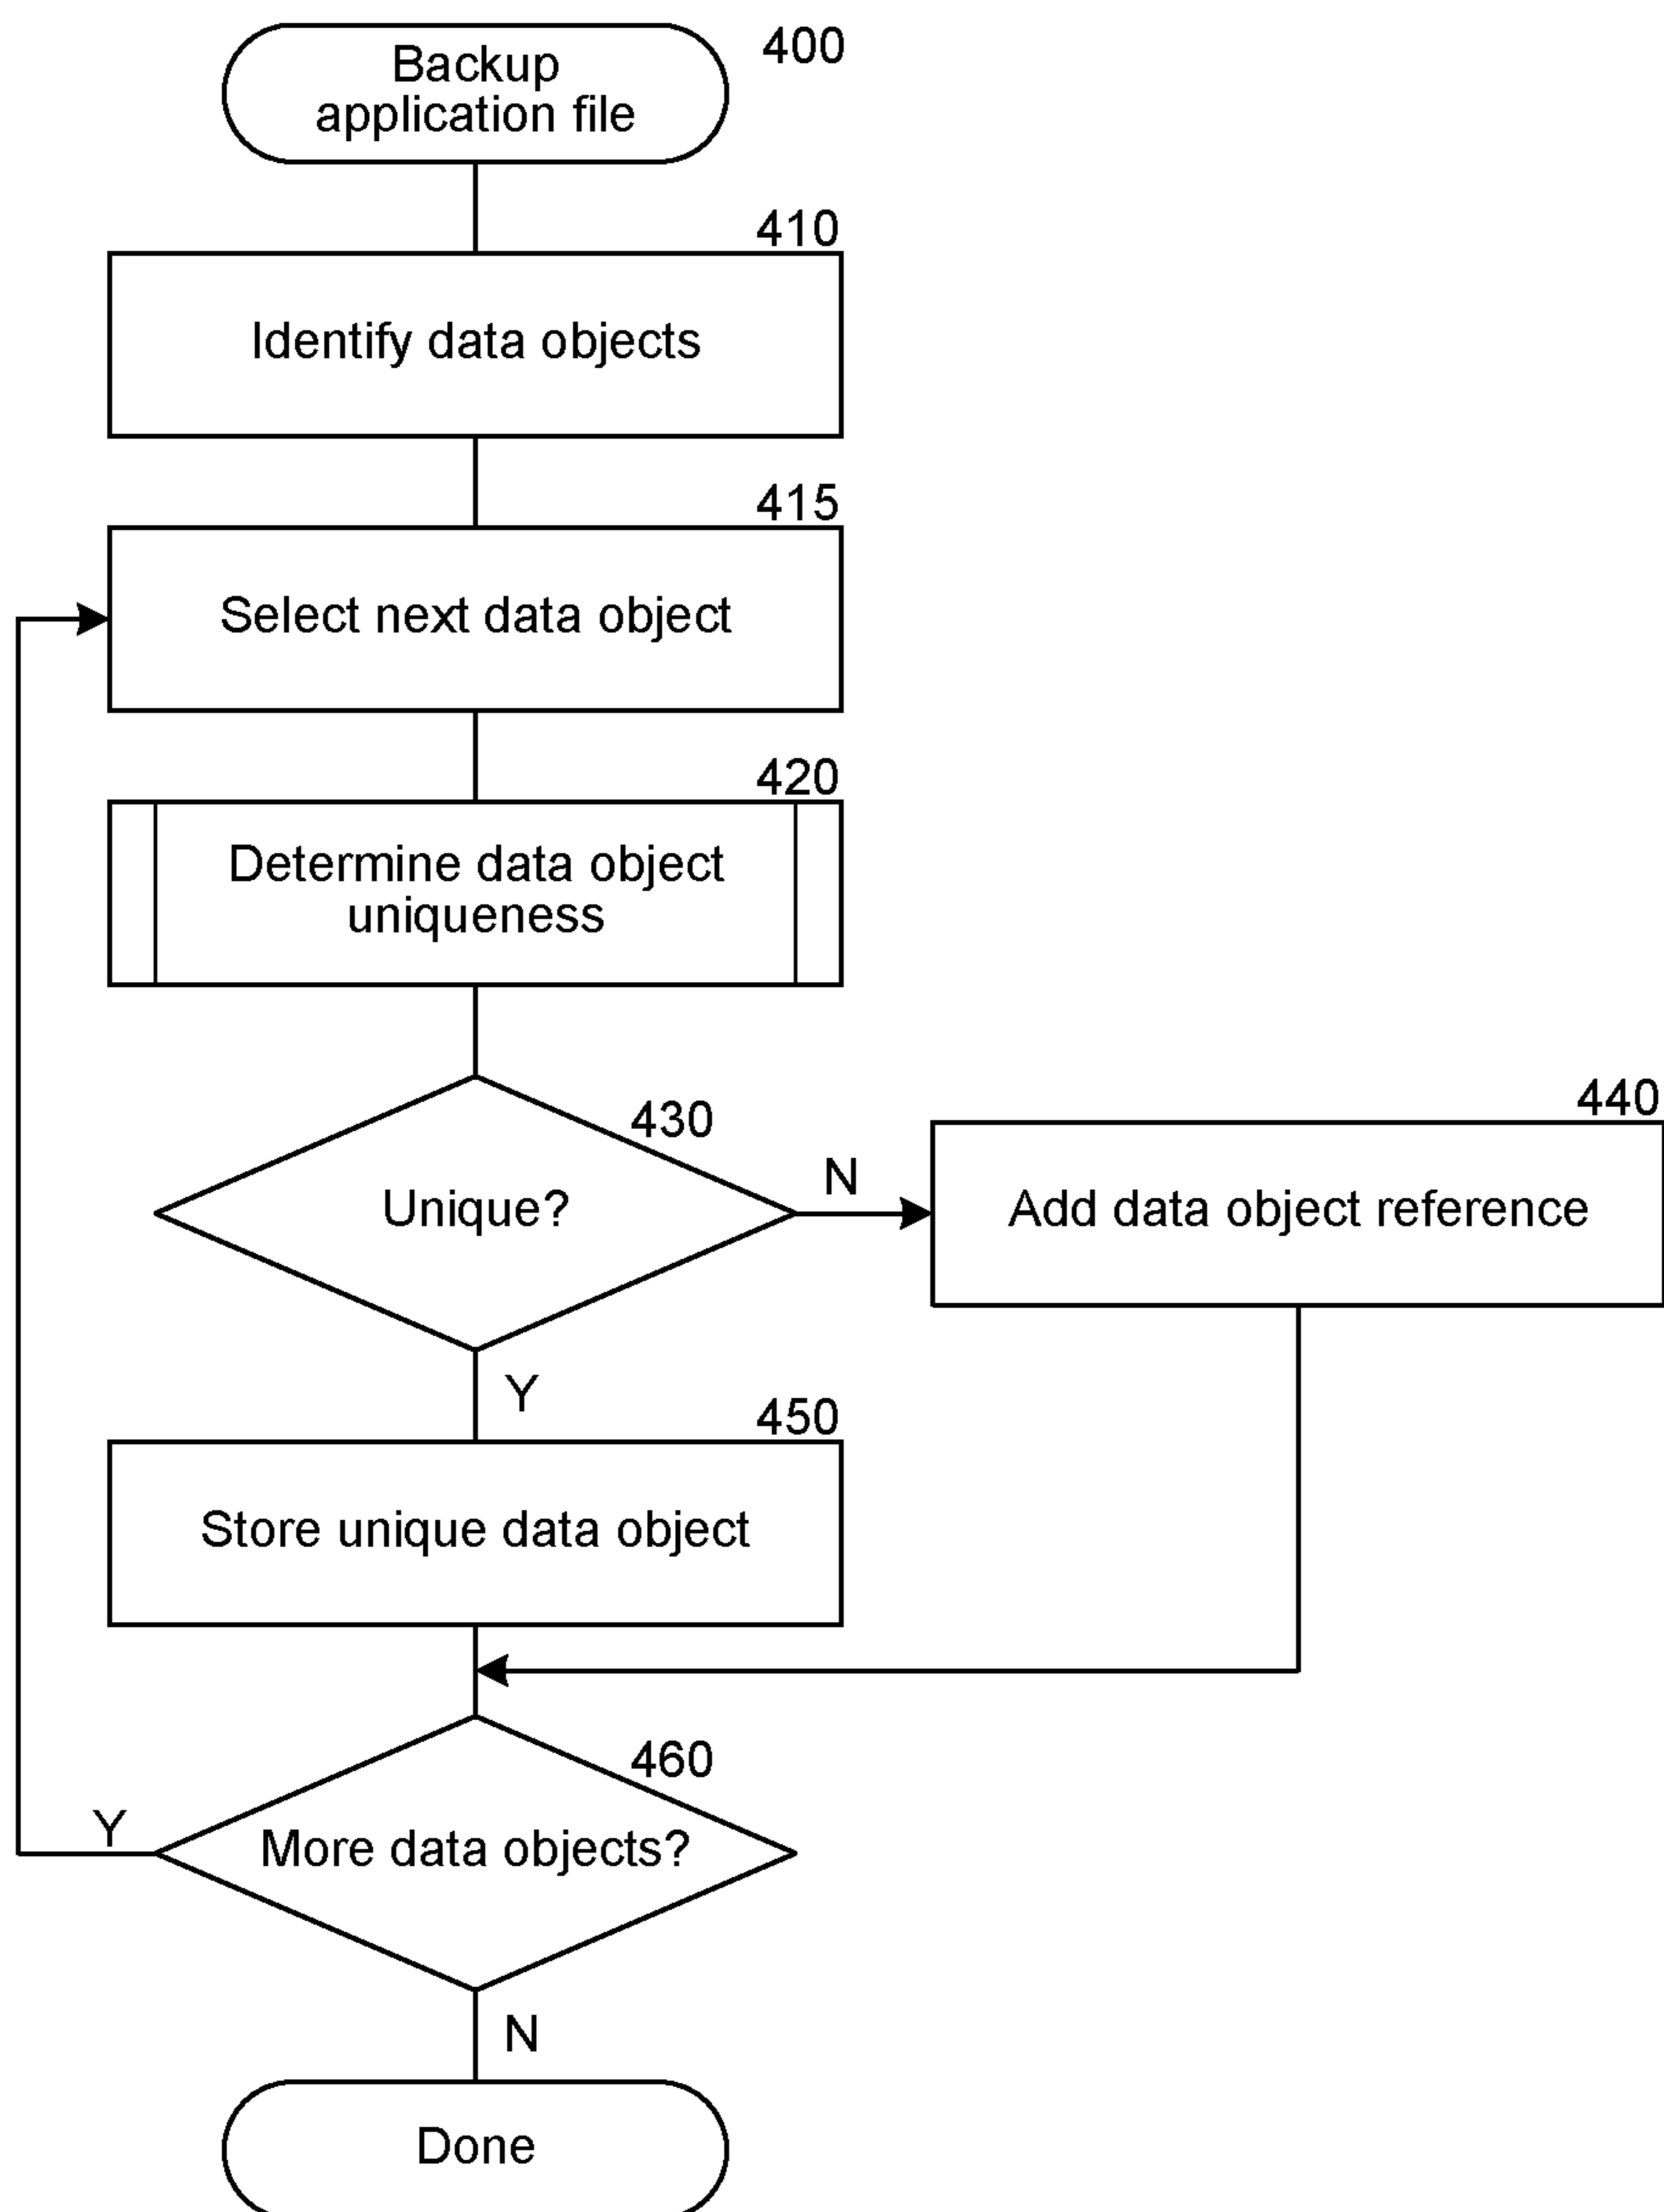 Backup
application file
400
410
Identify data objects
415
Select next data object
420
Determine data object
uniqueness
430
Unique?
N
440
Add data object reference
Y
450
Store unique data object
460
Y
More data objects?
N
Done